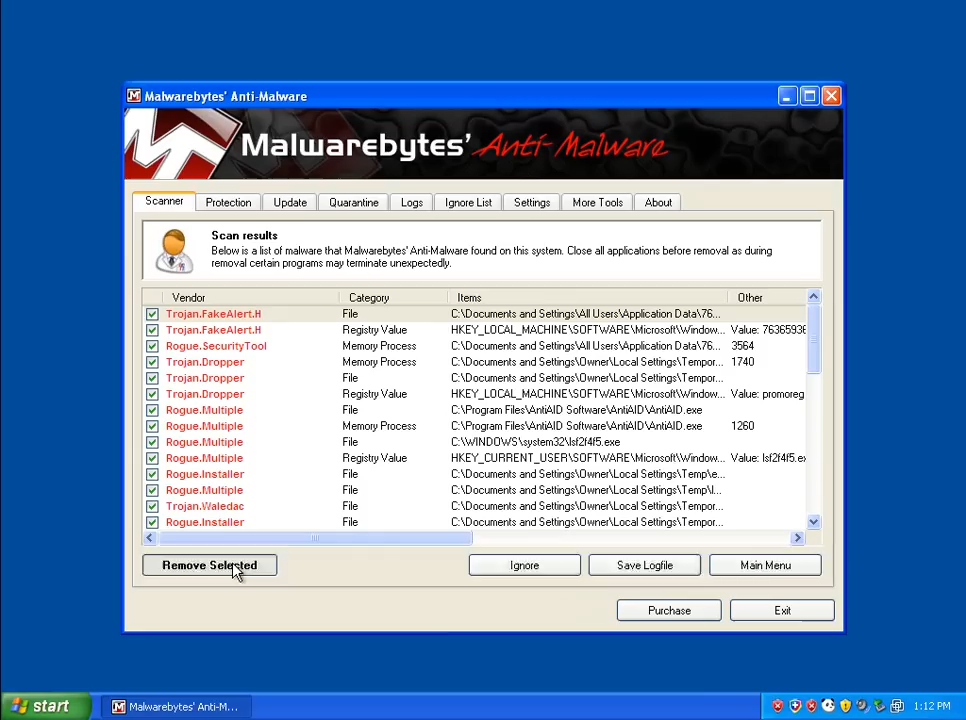 Malwarebytes' Anti-Malware
Malwarebytes' Anti-Malware
Scanner Protection Update Quarantine Logs Ignore List Settings More Tools About
Scan results
Below is a list of malware that Malwarebytes' Anti-Malware found on this system. Close all applications before removal as during
removal certain programs may terminate unexpectedly.
Vendor Category Items Other
Trojan.FakeAlert.H File C:\Documents and Settings\All Users\Application Data\76...
Trojan.FakeAlert.H Registry Value HKEY_LOCAL_MACHINE\SOFTWARE\Microsoft\Window... Value: 76365936
Rogue.SecurityTool Memory Process C:\Documents and Settings\All Users\Application Data\76... 3564
Trojan.Dropper Memory Process C:\Documents and Settings\Owner\Local Settings\Tempor... 1740
Trojan.Dropper File C:\Documents and Settings\Owner\Local Settings\Tempor...
Trojan.Dropper Registry Value HKEY_LOCAL_MACHINE\SOFTWARE\Microsoft\Window... Value: promoreg
Rogue.Multiple File C:\Program Files\AntiAID Software\AntiAID\AntiAID.exe
Rogue.Multiple Memory Process C:\Program Files\AntiAID Software\AntiAID\AntiAID.exe 1260
Rogue.Multiple File C:\WINDOWS\system32\lsf2f4f5.exe
Rogue.Multiple Registry Value HKEY_CURRENT_USER\SOFTWARE\Microsoft\Window... Value: lsf2f4f5.ex
Rogue.Installer File C:\Documents and Settings\Owner\Local Settings\Temp\e...
Rogue.Multiple File C:\Documents and Settings\Owner\Local Settings\Temp\l...
Trojan.Waledac File C:\Documents and Settings\Owner\Local Settings\Tempor...
Rogue.Installer File C:\Documents and Settings\Owner\Local Settings\Tempor...
Remove Selected Ignore Save Logfile Main Menu
Purchase Exit
start Malwarebytes' Anti-M... 1:12 PM